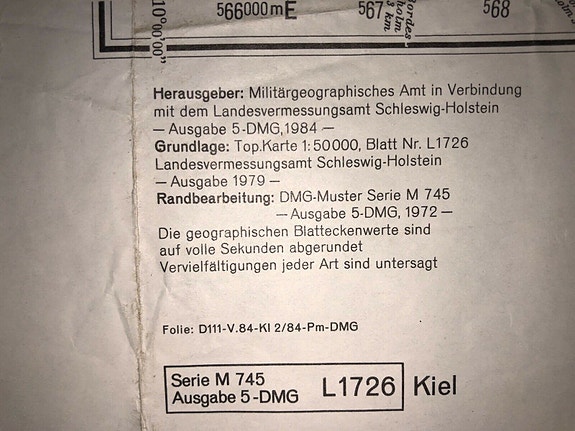 566000mE 567 568
10°00'00"
Herausgeber: Militärgeographisches Amt in Verbindung
mit dem Landesvermessungsamt Schleswig-Holstein
— Ausgabe 5-DMG, 1984 —
Grundlage: Top.Karte 1:50000, Blatt Nr. L1726
Landesvermessungsamt Schleswig-Holstein
— Ausgabe 1979 —
Randbearbeitung: DMG-Muster Serie M 745
— Ausgabe 5-DMG, 1972 —
Die geographischen Blatteckenwerte sind
auf volle Sekunden abgerundet
Vervielfältigungen jeder Art sind untersagt
Folie: D111-V.84-Kl 2/84-Pm-DMG
Serie M 745
Ausgabe 5-DMG
L1726 Kiel